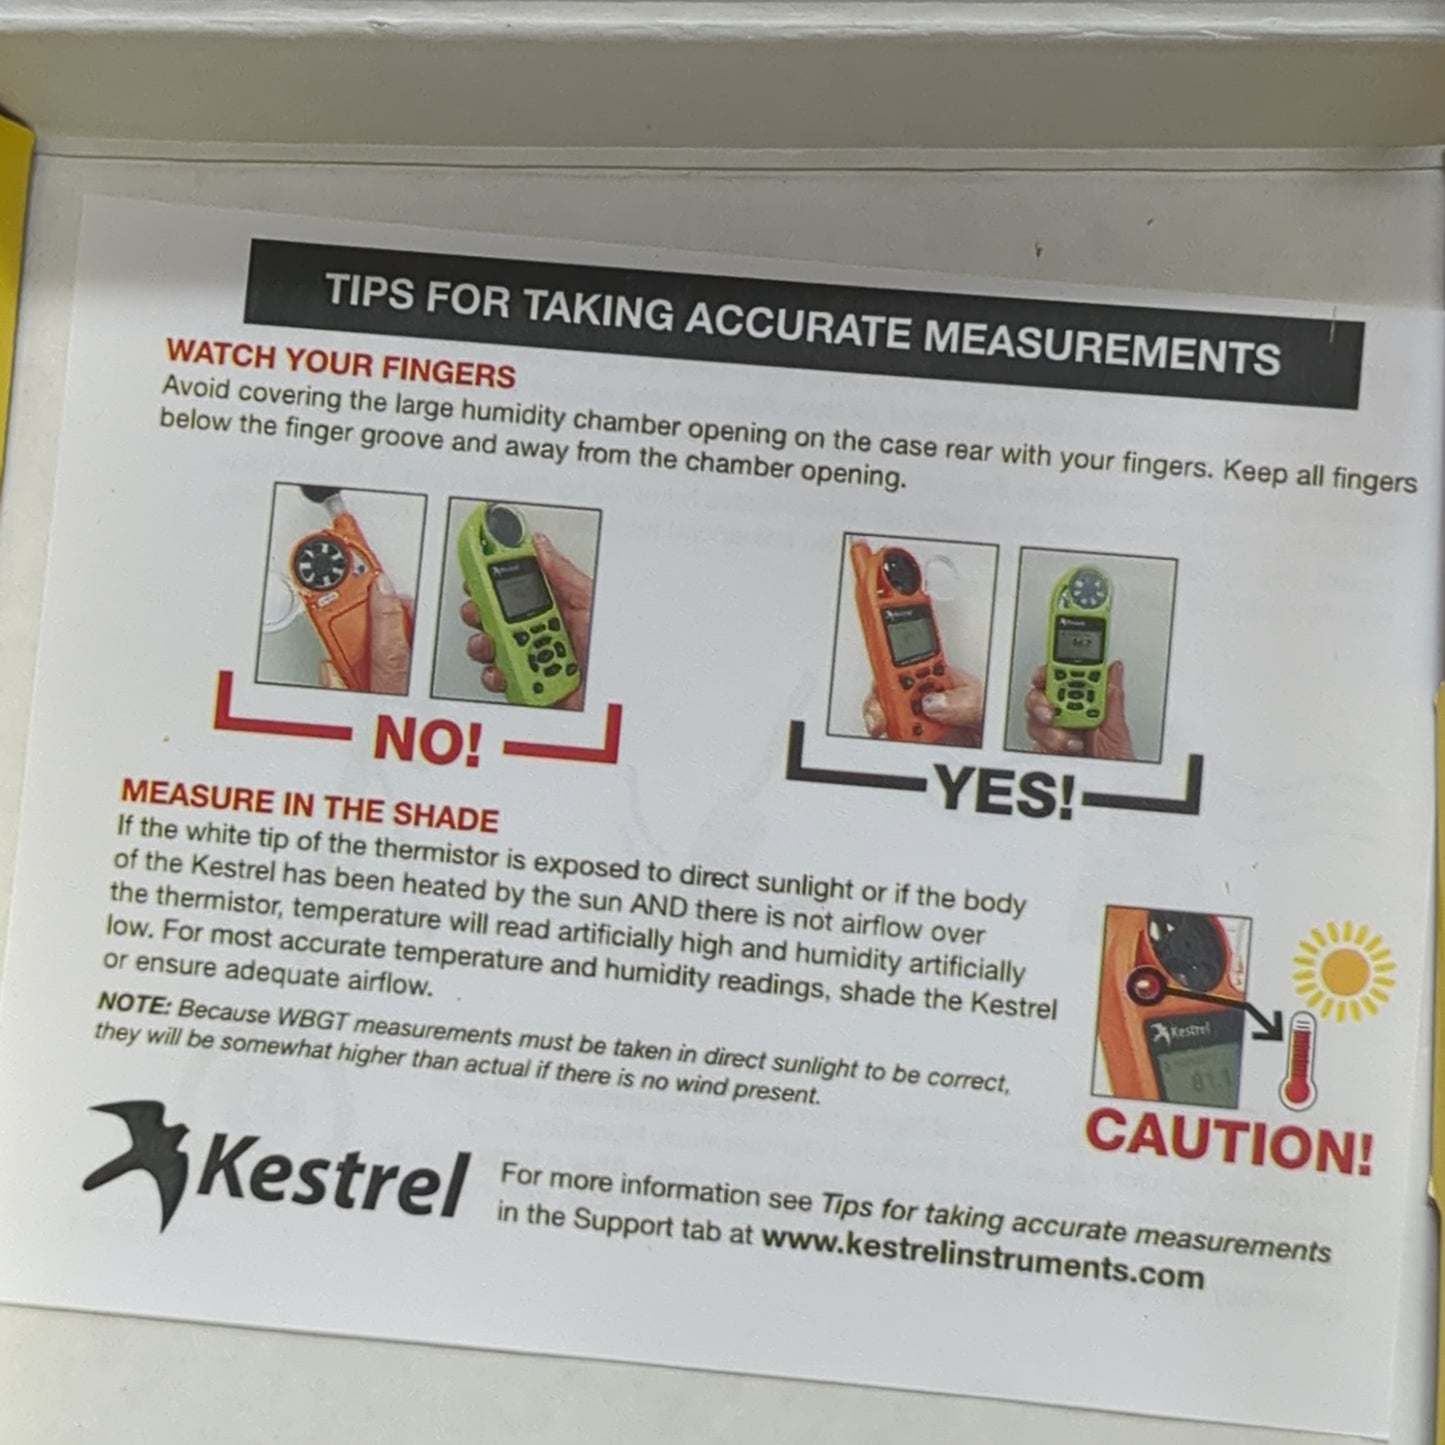 TIPS FOR TAKING ACCURATE MEASUREMENTS
WATCH YOUR FINGERS
Avoid covering the large humidity chamber opening on the case rear with your fingers. Keep all fingers
below the finger groove and away from the chamber opening.
Kestrel
Kestrel
NO!
YES!
MEASURE IN THE SHADE
If the white tip of the thermistor is exposed to direct sunlight or if the body
of the Kestrel has been heated by the sun AND there is not airflow over
the thermistor, temperature will read artificially high and humidity artificially
low. For most accurate temperature and humidity readings, shade the Kestrel
or ensure adequate airflow.
NOTE: Because WBGT measurements must be taken in direct sunlight to be correct,
they will be somewhat higher than actual if there is no wind present.
Kestrel
81.1
CAUTION!
Kestrel
For more information see Tips for taking accurate measurements
in the Support tab at www.kestrelinstruments.com